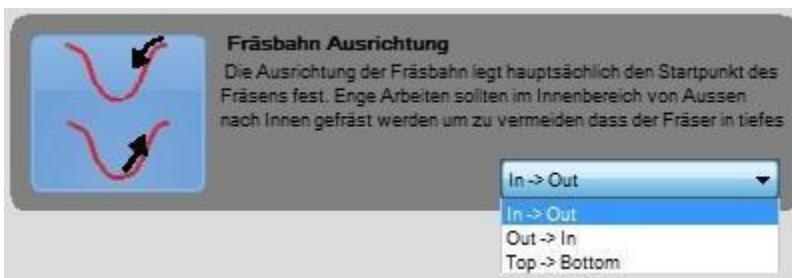 Fräsbahn Ausrichtung
Die Ausrichtung der Fräsbahn legt hauptsächlich den Startpunkt des
Fräsens fest. Enge Arbeiten sollten im Innenbereich von Aussen
nach Innen gefräst werden um zu vermeiden dass der Fräser in tiefes
In -> Out
In -> Out
Out -> In
Top -> Bottom